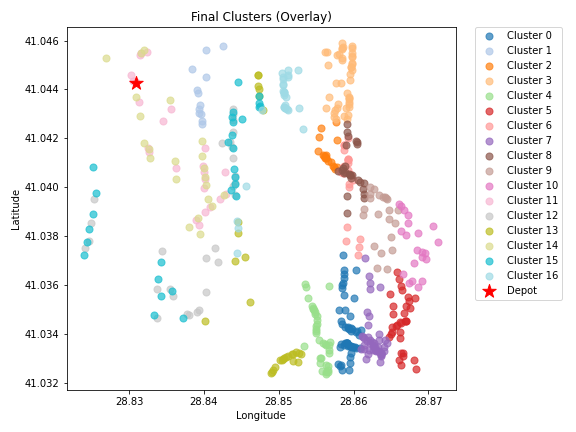 Final Clusters (Overlay)
41.046
41.044
41.042
41.040
41.038
41.036
41.034
41.032
Latitude
28.83
28.84
28.85
28.86
28.87
Longitude
Cluster 0
Cluster 1
Cluster 2
Cluster 3
Cluster 4
Cluster 5
Cluster 6
Cluster 7
Cluster 8
Cluster 9
Cluster 10
Cluster 11
Cluster 12
Cluster 13
Cluster 14
Cluster 15
Cluster 16
Depot